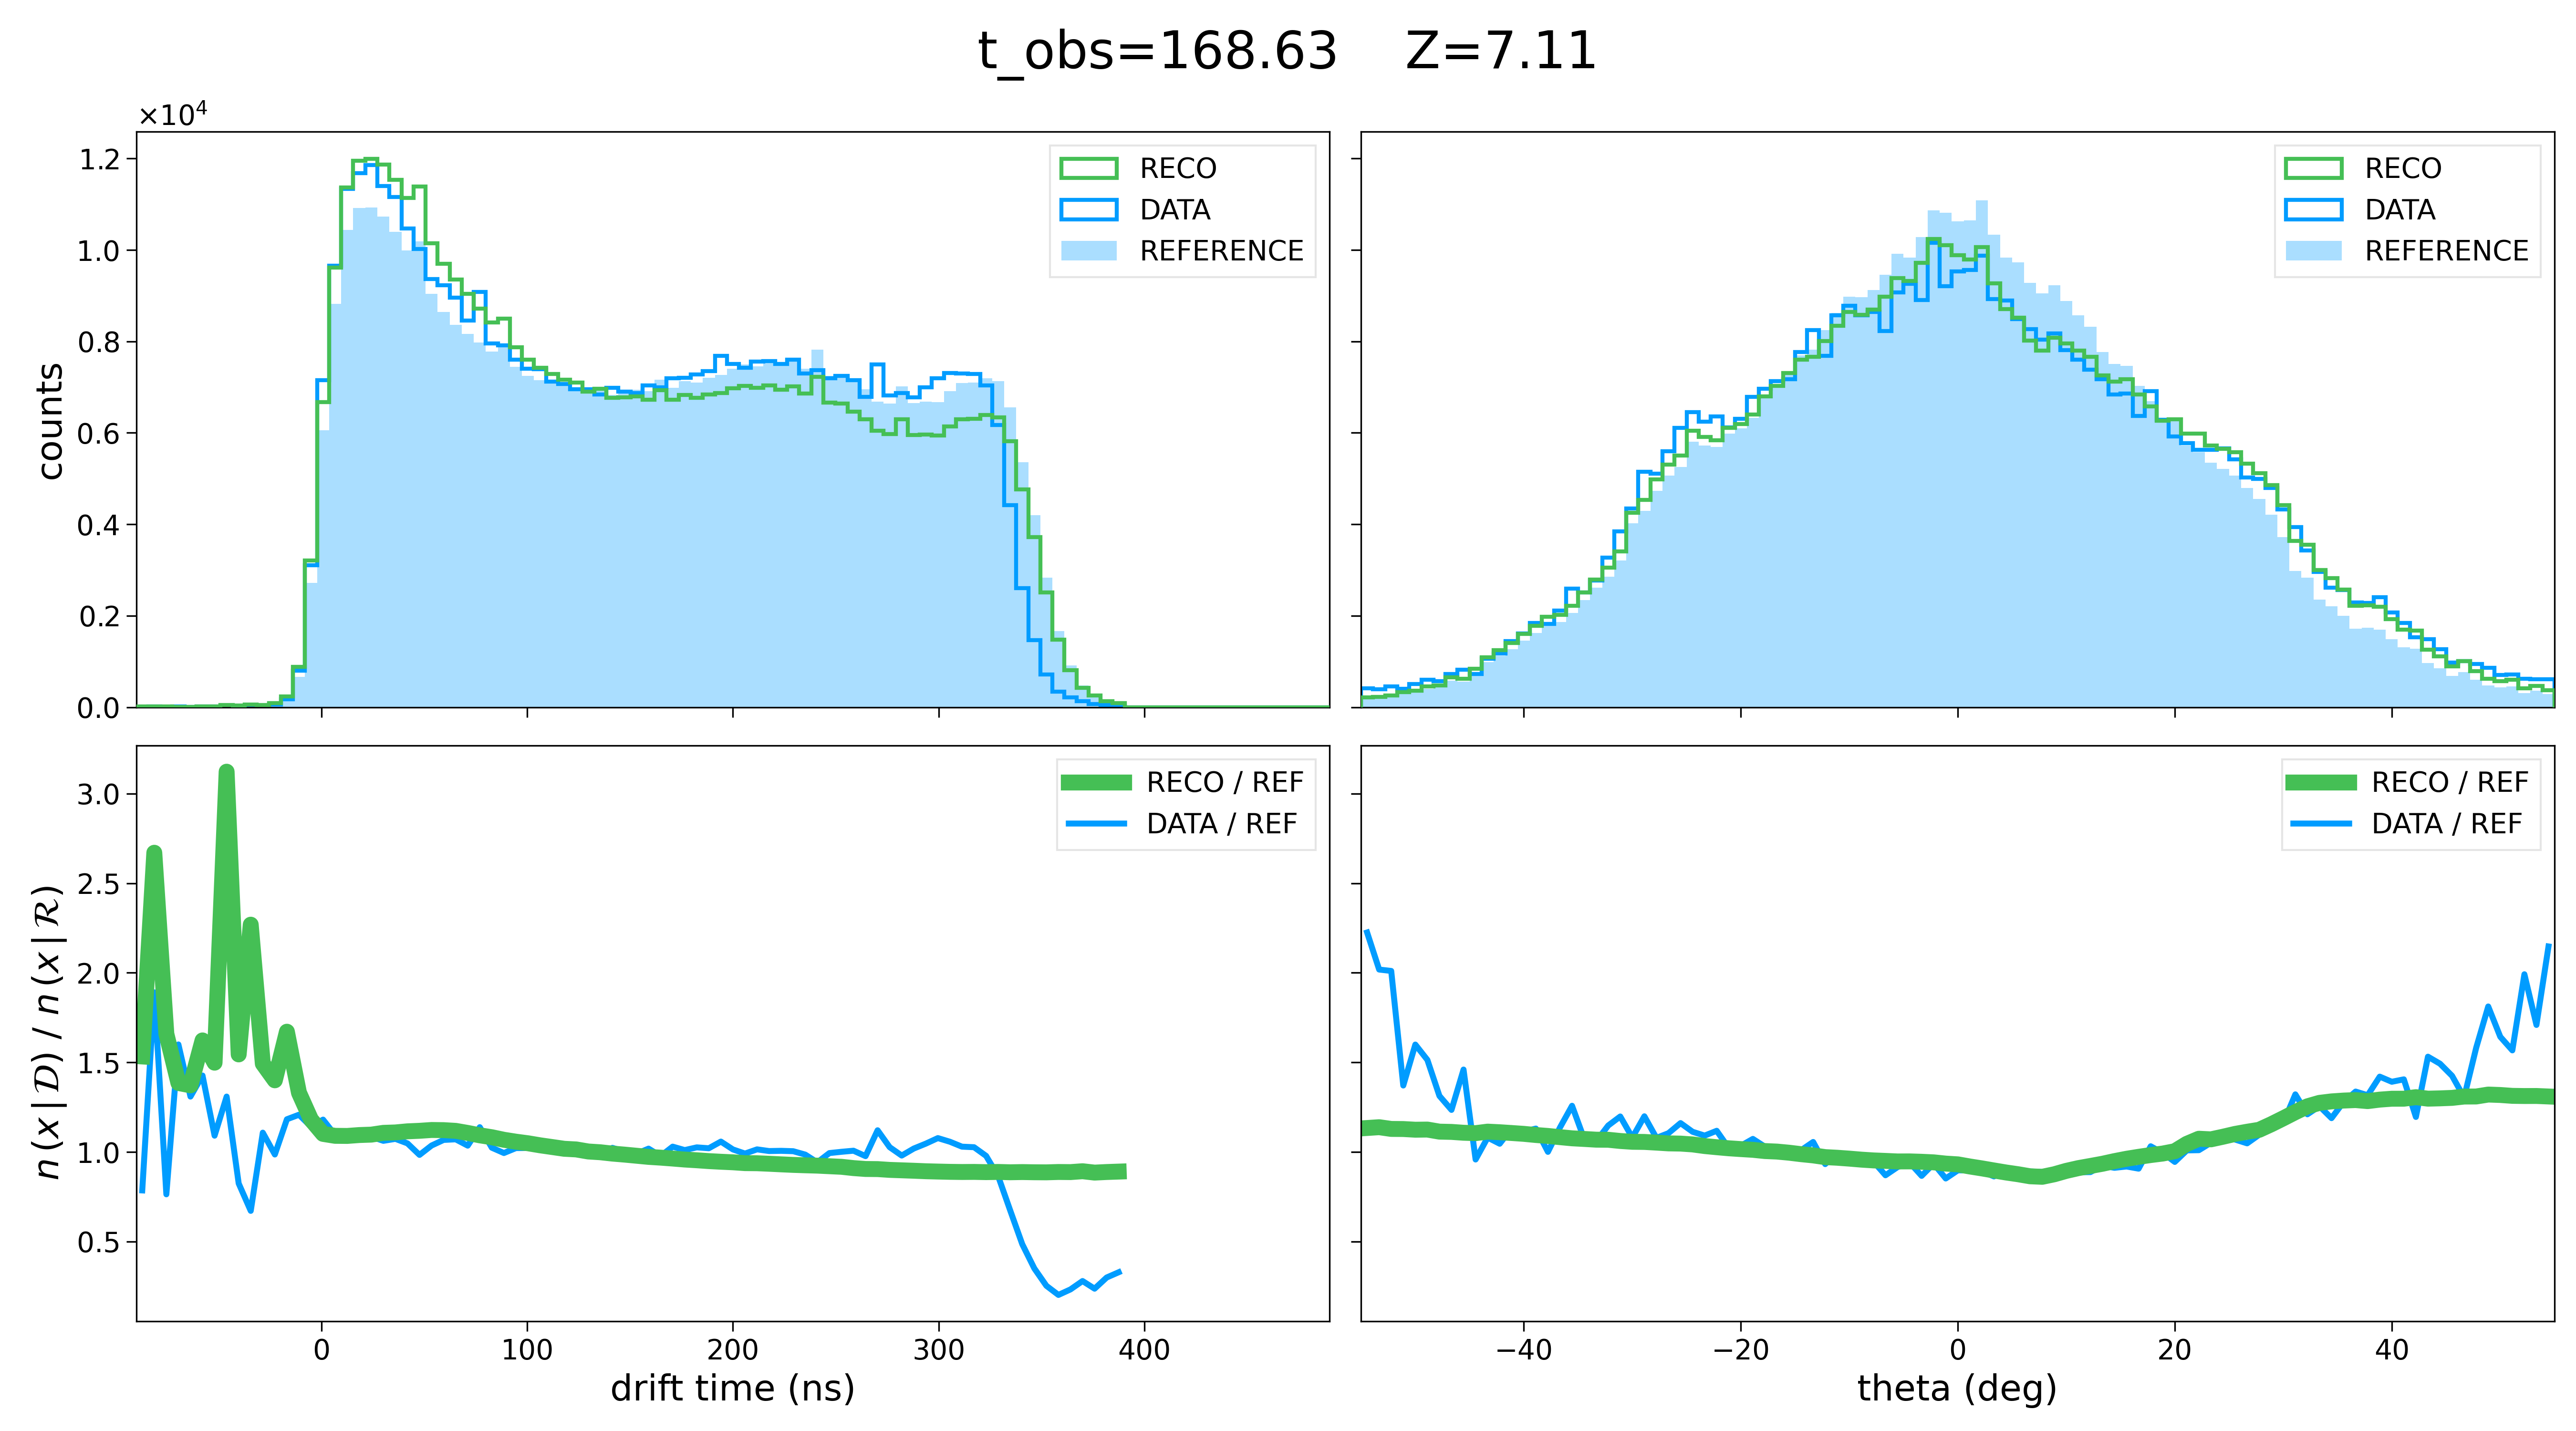 t_obs=168.63 Z=7.11
×10⁴
1.2
1.0
0.8
0.6
0.4
0.2
0.0
counts
RECO
DATA
REFERENCE
RECO
DATA
REFERENCE
3.0
2.5
2.0
1.5
1.0
0.5
n(x|𝒟) / n(x|ℛ)
RECO / REF
DATA / REF
RECO / REF
DATA / REF
0 100 200 300 400
drift time (ns)
−40 −20 0 20 40
theta (deg)